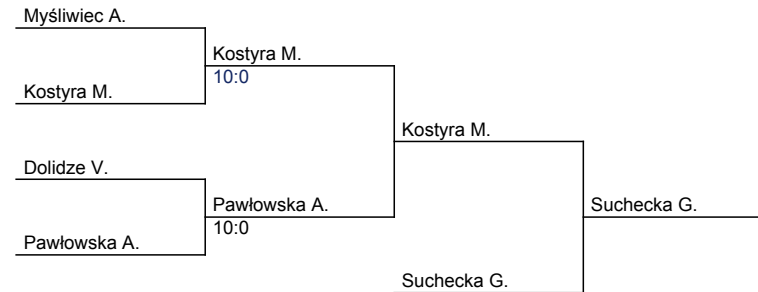 Myśliwiec A.
Kostyra M.
10:0
Kostyra M.
Kostyra M.
Dolidze V.
Pawłowska A.
Suchecka G.
10:0
Pawłowska A.
Suchecka G.